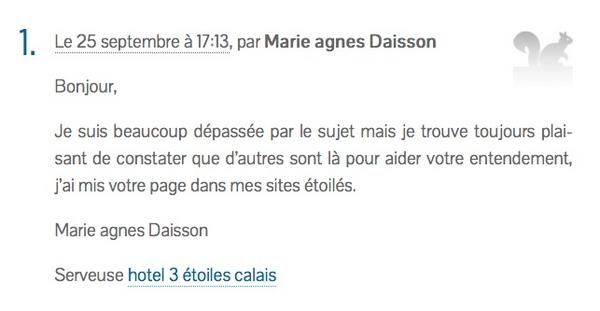 1. Le 25 septembre à 17:13, par Marie agnes Daisson
Bonjour,
Je suis beaucoup dépassée par le sujet mais je trouve toujours plai-
sant de constater que d'autres sont là pour aider votre entendement,
j'ai mis votre page dans mes sites étoilés.
Marie agnes Daisson
Serveuse hotel 3 étoiles calais